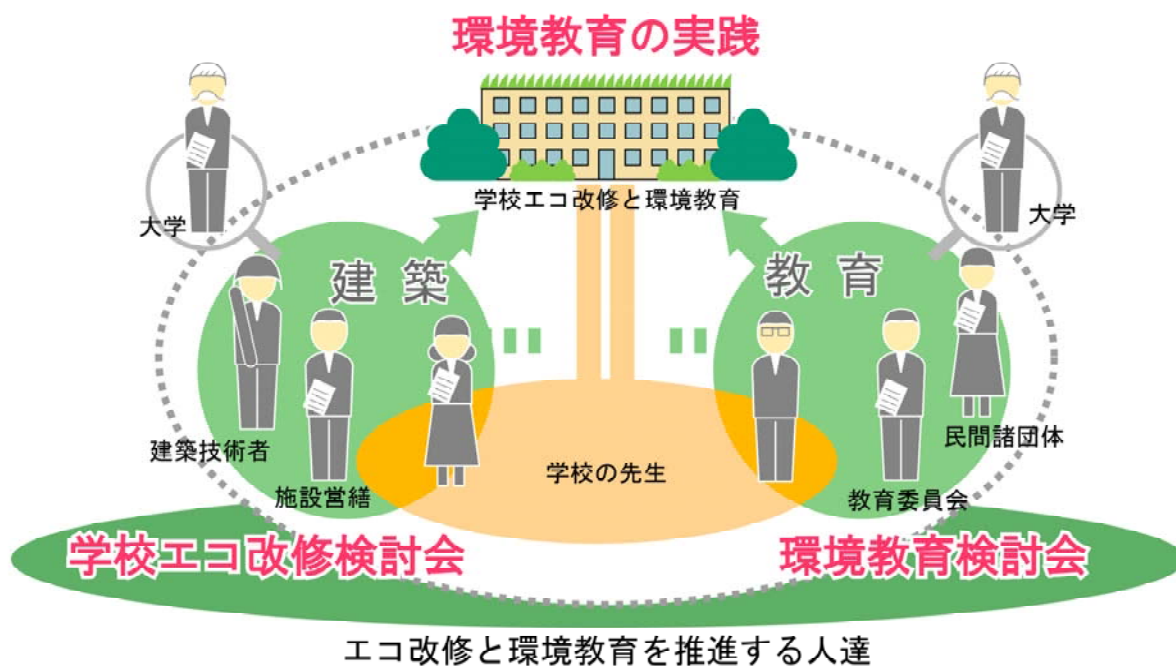 環境教育の実践
学校エコ改修と環境教育
大学
大学
建築
教育
建築技術者
施設営繕
学校の先生
民間諸団体
教育委員会
学校エコ改修検討会
環境教育検討会
エコ改修と環境教育を推進する人達